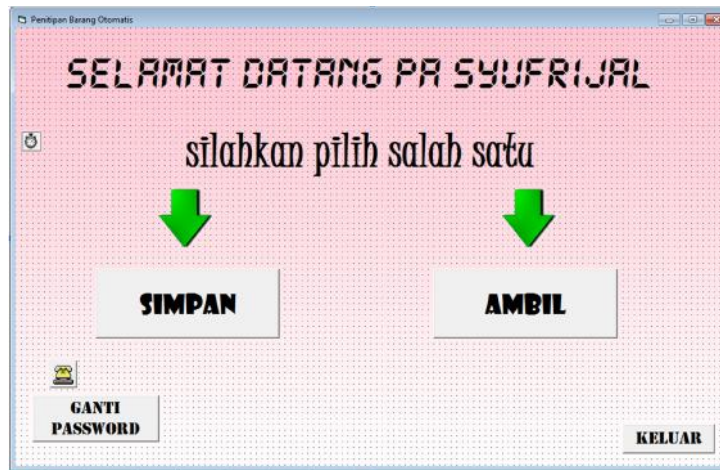 Penitipan Barang Otomatis
SELAMAT DATANG PA SYUFRIJAL
silahkan pilih salah satu
SIMPAN
AMBIL
GANTI
PASSWORD
KELUAR